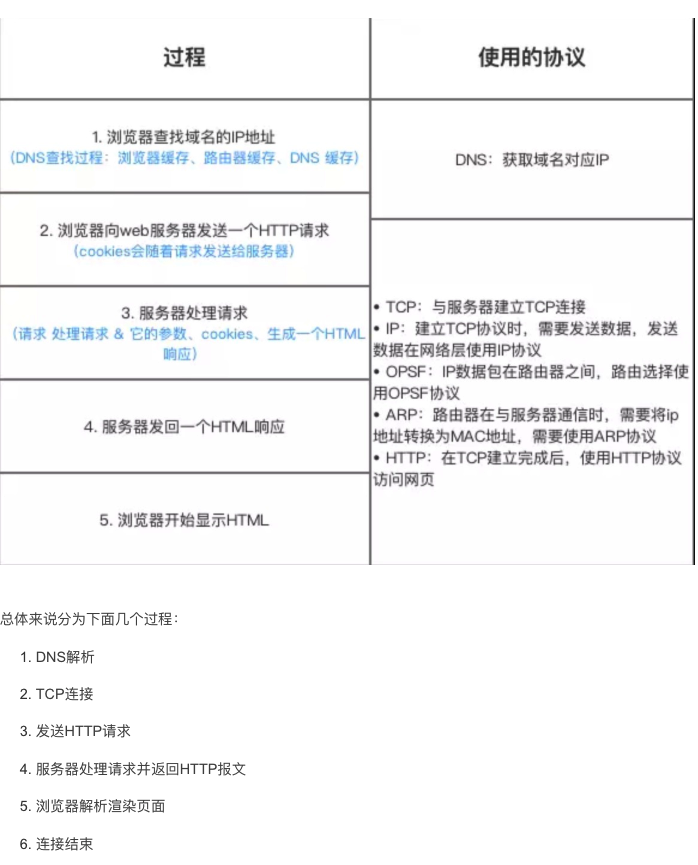 过程
使用的协议
1. 浏览器查找域名的IP地址
（DNS查找过程：浏览器缓存、路由器缓存、DNS 缓存）
DNS：获取域名对应IP
2. 浏览器向web服务器发送一个HTTP请求
（cookies会随着请求发送给服务器）
3. 服务器处理请求
（请求 处理请求 & 它的参数、cookies、生成一个HTML
响应）
4. 服务器发回一个HTML响应
5. 浏览器开始显示HTML
• TCP：与服务器建立TCP连接
• IP：建立TCP协议时，需要发送数据，发送
数据在网络层使用IP协议
• OPSF：IP数据包在路由器之间，路由选择使
用OPSF协议
• ARP：路由器在与服务器通信时，需要将ip
地址转换为MAC地址，需要使用ARP协议
• HTTP：在TCP建立完成后，使用HTTP协议
访问网页
总体来说分为下面几个过程：
1. DNS解析
2. TCP连接
3. 发送HTTP请求
4. 服务器处理请求并返回HTTP报文
5. 浏览器解析渲染页面
6. 连接结束